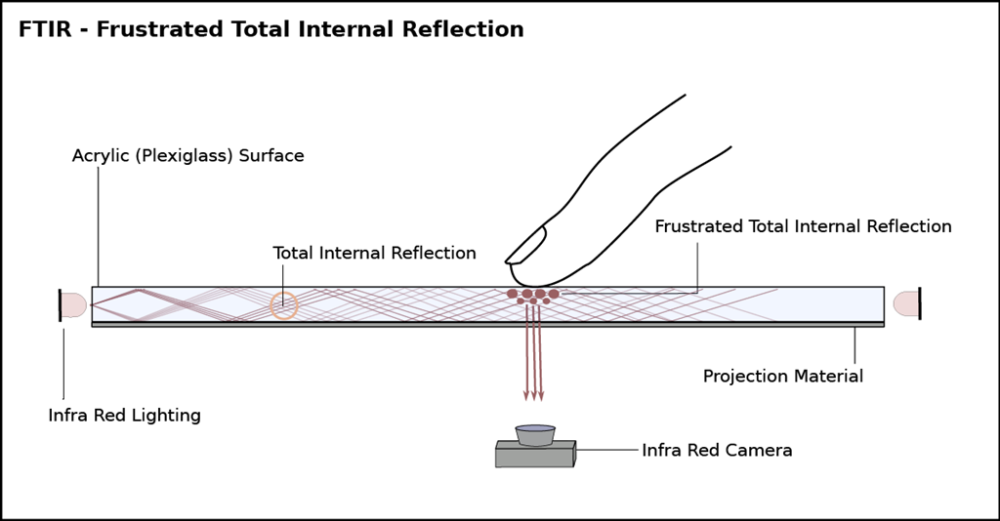 FTIR - Frustrated Total Internal Reflection
Acrylic (Plexiglass) Surface
Frustrated Total Internal Reflection
Total Internal Reflection
Projection Material
Infra Red Lighting
Infra Red Camera